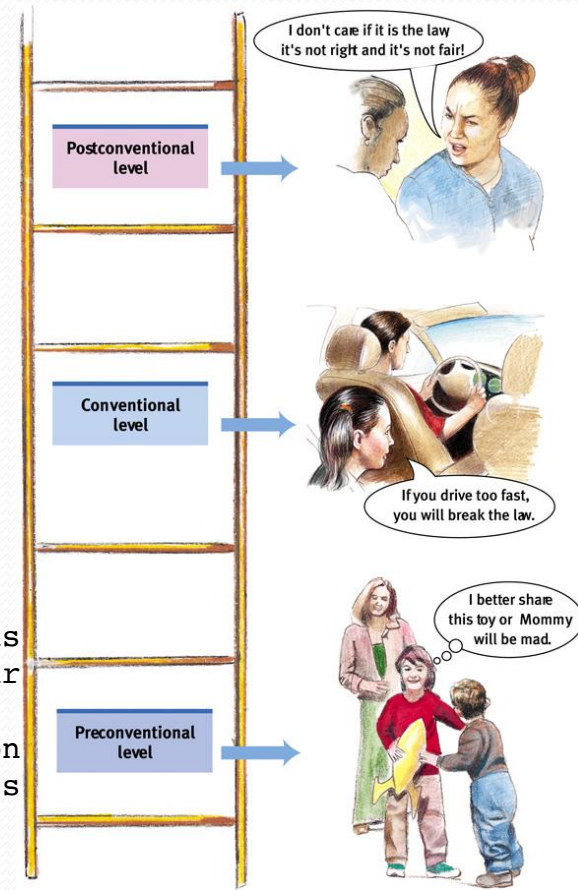 I don't care if it is the law
it's not right and it's not fair!
Postconventional
level
Conventional
level
If you drive too fast,
you will break the law.
I better share
this toy or Mommy
will be mad.
Preconventional
level